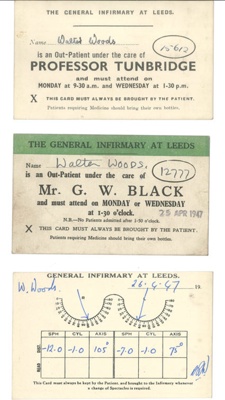 THE GENERAL INFIRMARY AT LEEDS.
Name Walter Woods 15612
is an Out-Patient under the care of
PROFESSOR TUNBRIDGE
and must attend on
MONDAY at 9-30 a.m. and WEDNESDAY at 1-30 p.m.
X THIS CARD MUST ALWAYS BE BROUGHT BY THE PATIENT.
Patients requiring Medicine should bring their own bottles.
THE GENERAL INFIRMARY AT LEEDS
Name Walter Woods. 12777
is an Out-Patient under the care of
Mr. G. W. BLACK
and must attend on MONDAY or WEDNESDAY
at 1-30 o'clock. 25 APR 1947
N.B.—No Patients admitted after 1-30 o'clock.
X THIS CARD MUST ALWAYS BE BROUGHT BY THE PATIENT.
Patients requiring Medicine should bring their own bottles.
GENERAL INFIRMARY AT LEEDS.
W. Woods. 26.4.47 19
SPH CYL AXIS SPH CYL AXIS
-12.0 -1.0 105° -7.0 -1.0 75°
This Card must always be kept by the Patient, and brought to the Infirmary whenever
a change of Spectacles is required.